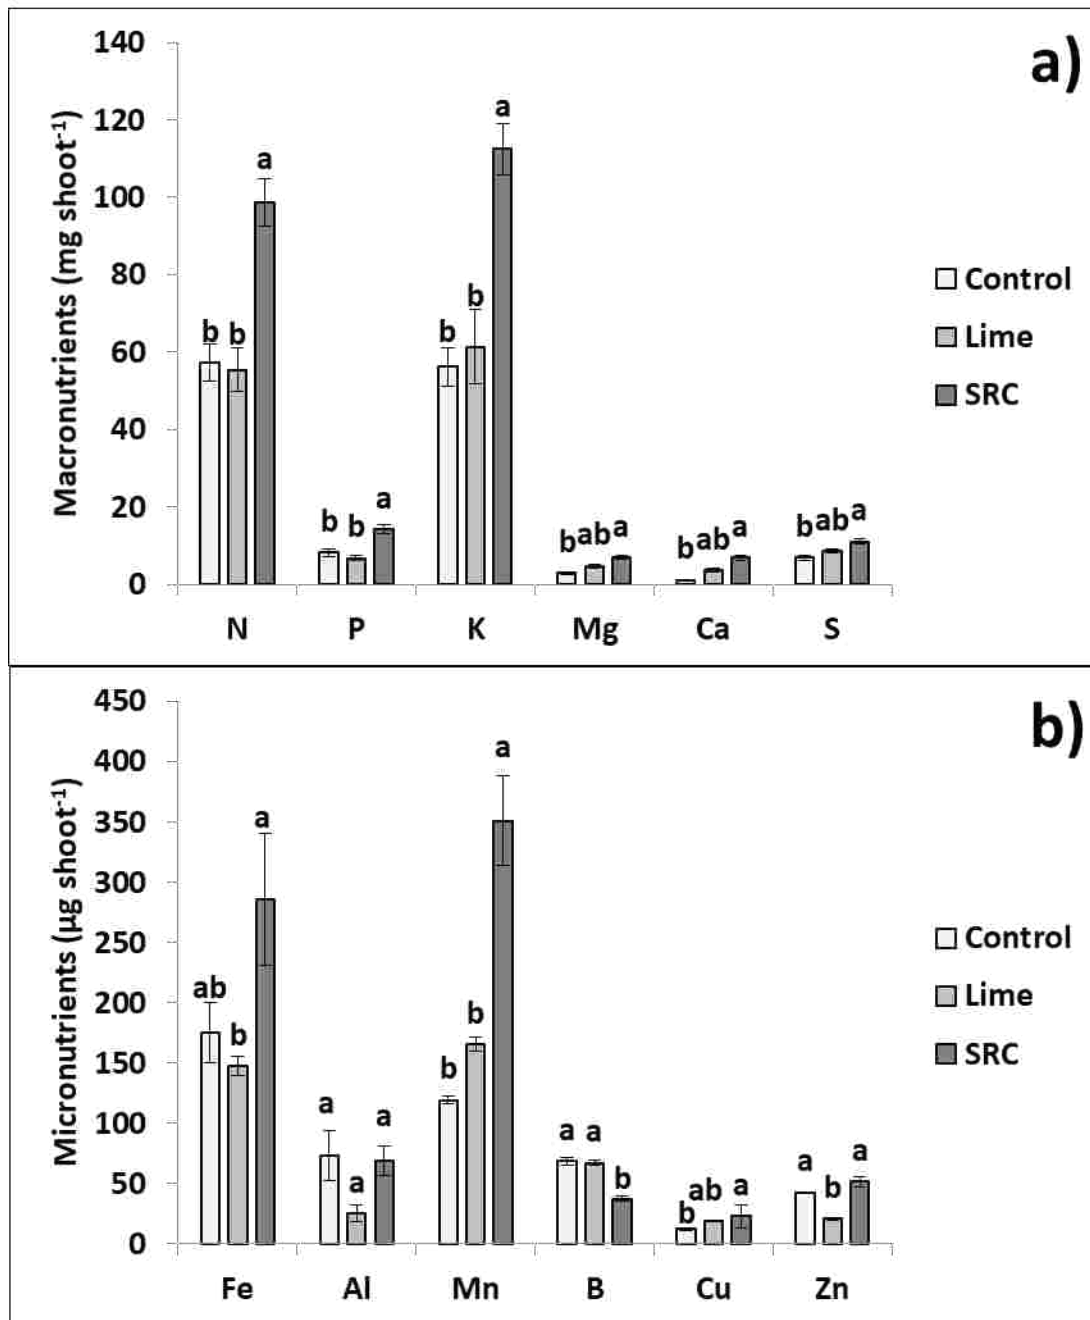 a)
Macronutrients (mg shoot⁻¹)
140
120
100
80
60
40
20
0
b b a
b b a
b b a
b ab a
b ab a
b ab a
N P K Mg Ca S
Control
Lime
SRC
b)
Micronutrients (µg shoot⁻¹)
450
400
350
300
250
200
150
100
50
0
ab b a
a a a
b b a
a a b
b ab a
a b a
Fe Al Mn B Cu Zn
Control
Lime
SRC